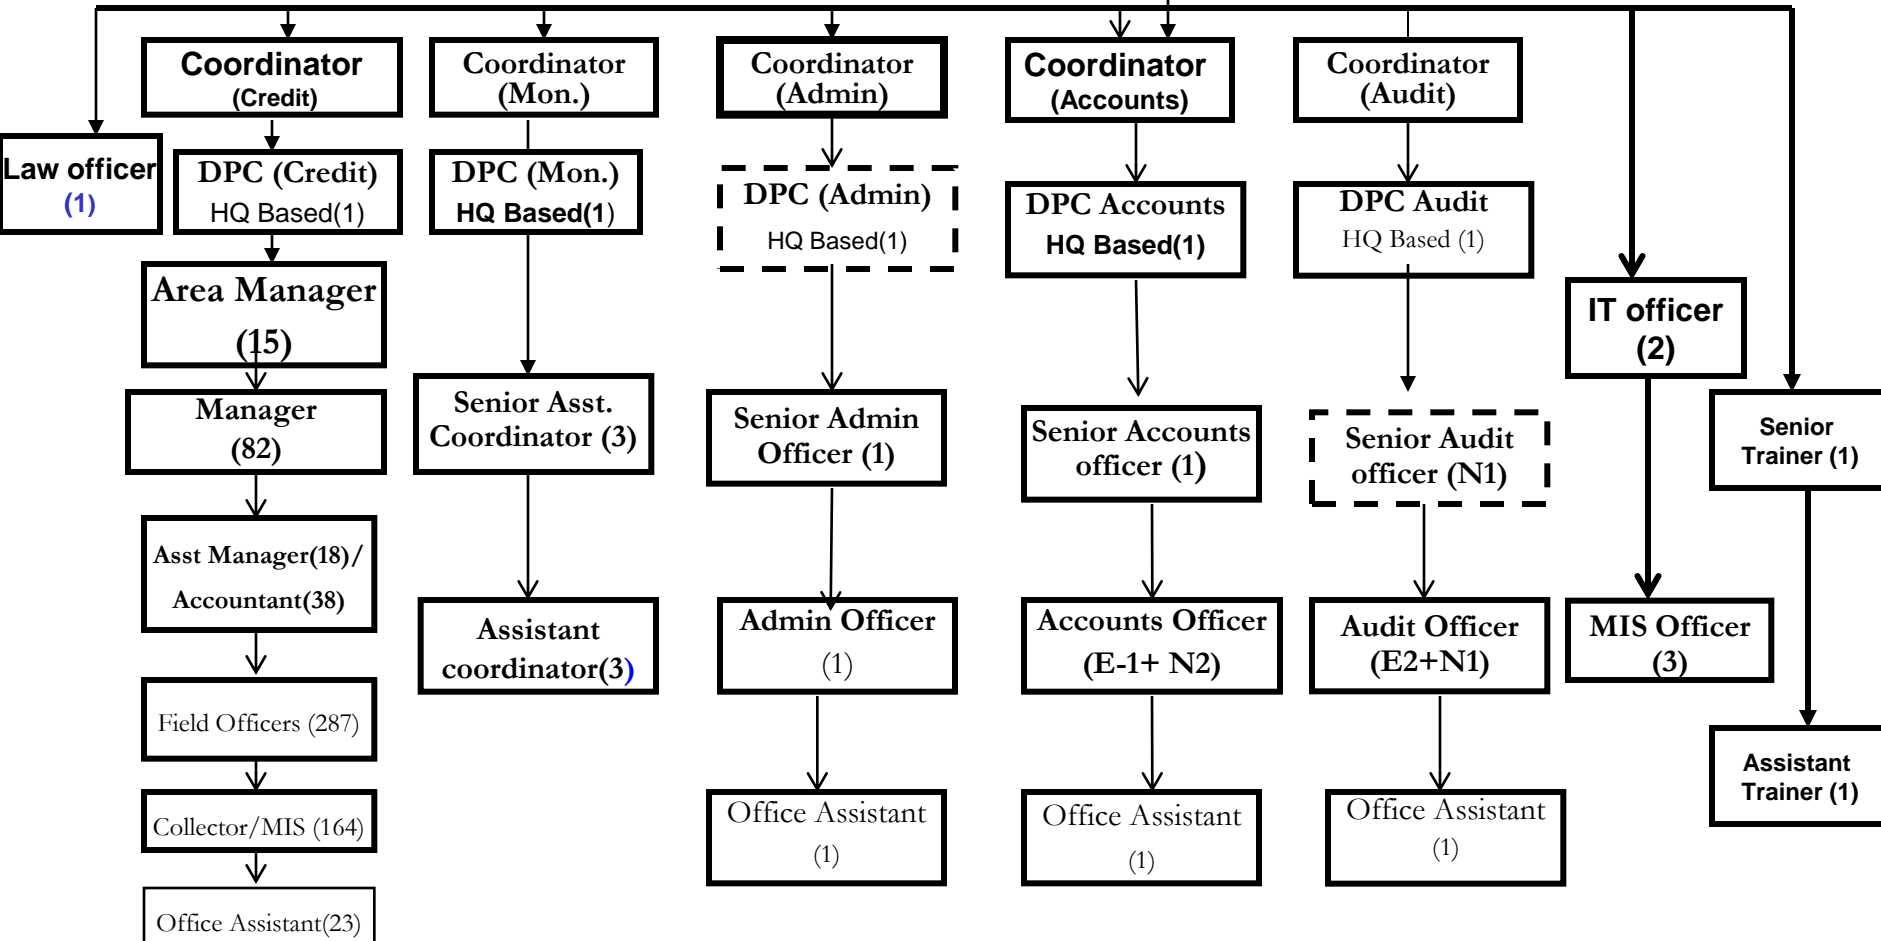 Law officer
(1)
Coordinator
(Credit)
DPC (Credit)
HQ Based(1)
Area Manager
(15)
Manager
(82)
Asst Manager(18)/
Accountant(38)
Field Officers (287)
Collector/MIS (164)
Office Assistant(23)
Coordinator
(Mon.)
DPC (Mon.)
HQ Based(1)
Senior Asst.
Coordinator (3)
Assistant
coordinator(3)
Coordinator
(Admin)
DPC (Admin)
HQ Based(1)
Senior Admin
Officer (1)
Admin Officer
(1)
Office Assistant
(1)
Coordinator
(Accounts)
DPC Accounts
HQ Based(1)
Senior Accounts
officer (1)
Accounts Officer
(E-1+ N2)
Office Assistant
(1)
Coordinator
(Audit)
DPC Audit
HQ Based (1)
Senior Audit
officer (N1)
Audit Officer
(E2+N1)
Office Assistant
(1)
IT officer
(2)
MIS Officer
(3)
Senior
Trainer (1)
Assistant
Trainer (1)